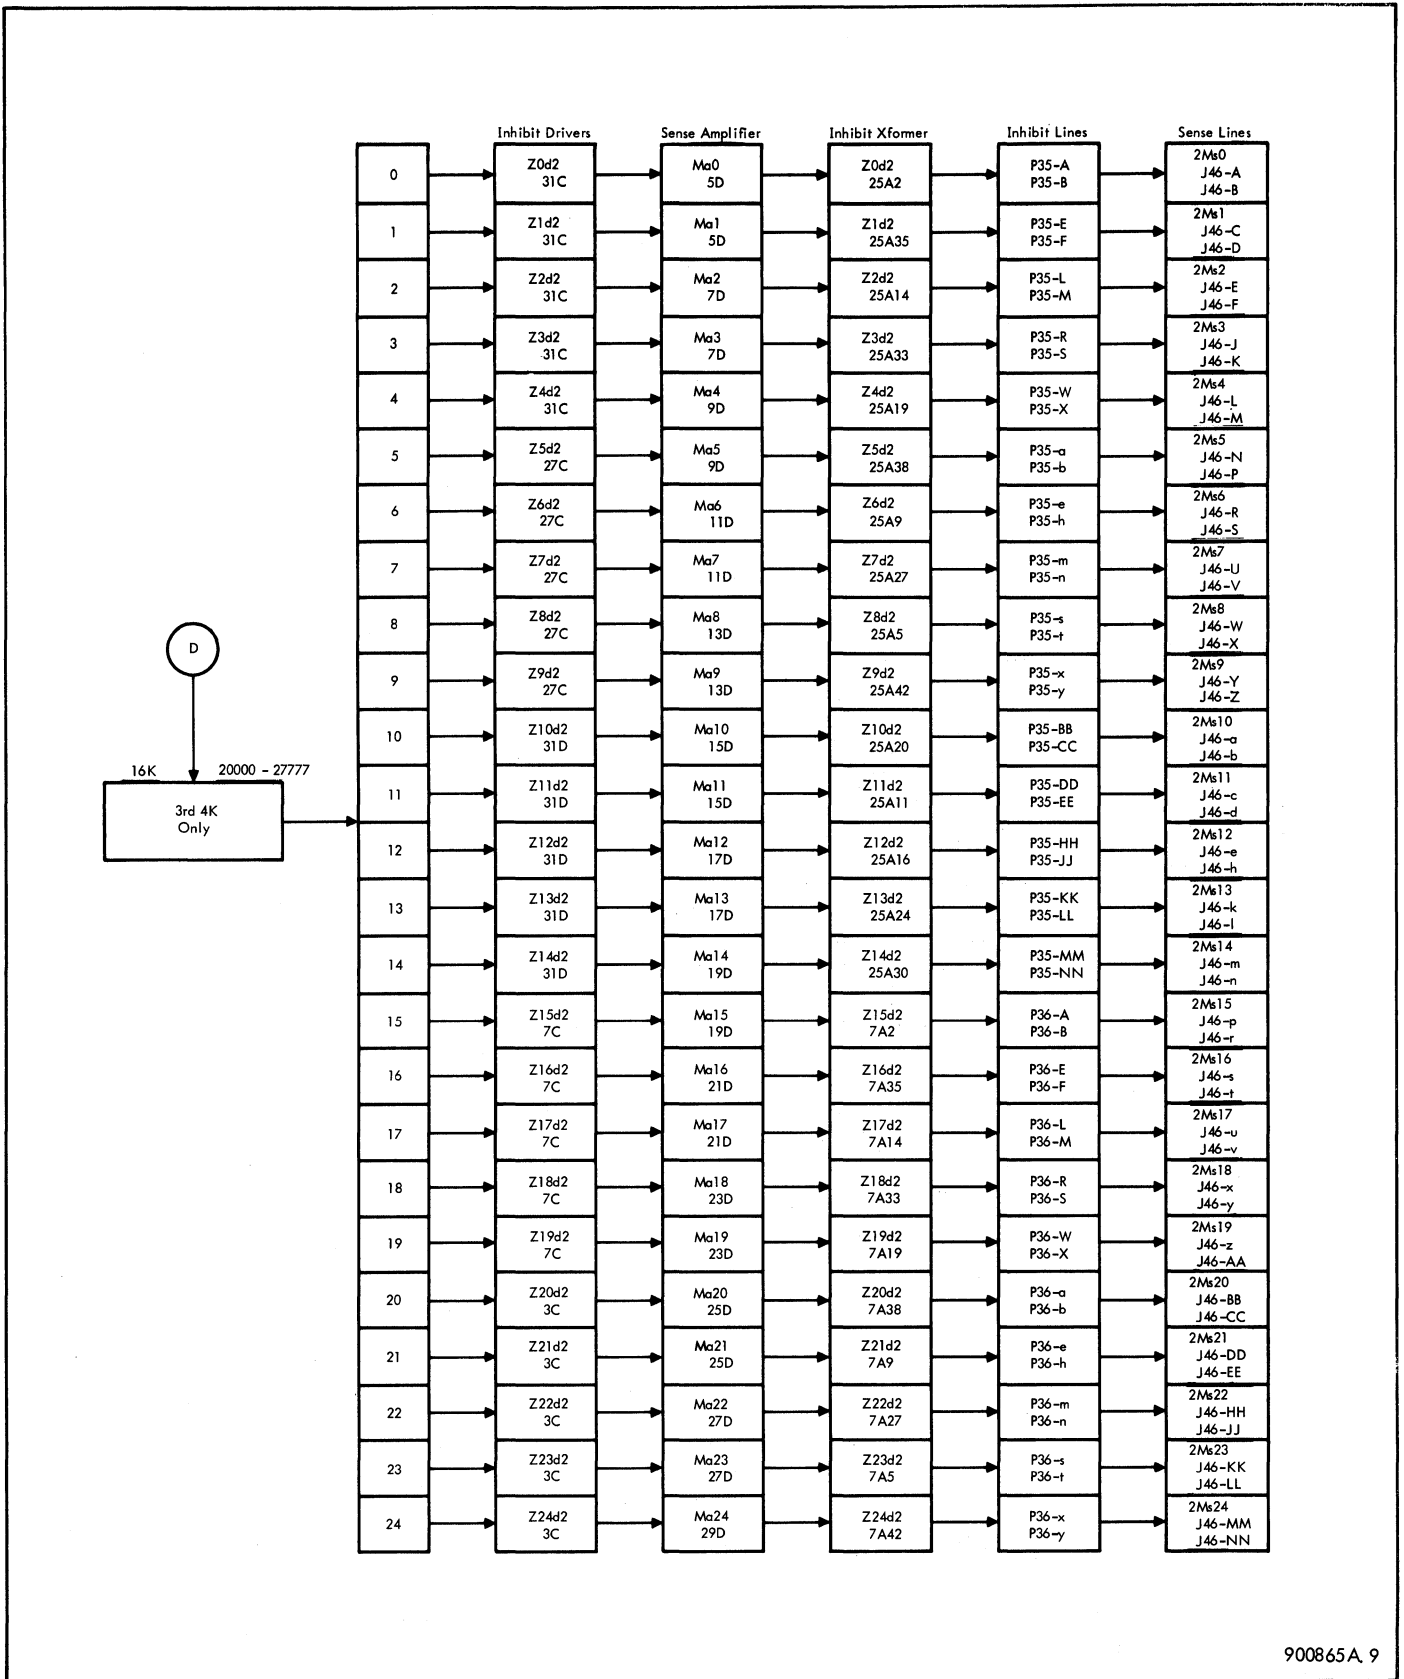 Inhibit Drivers Sense Amplifier Inhibit Xformer Inhibit Lines Sense Lines
0 Z0d2 31C Ma0 5D Z0d2 25A2 P35-A P35-B 2Ms0 J46-A J46-B
1 Z1d2 31C Ma1 5D Z1d2 25A35 P35-E P35-F 2Ms1 J46-C J46-D
2 Z2d2 31C Ma2 7D Z2d2 25A14 P35-L P35-M 2Ms2 J46-E J46-F
3 Z3d2 31C Ma3 7D Z3d2 25A33 P35-R P35-S 2Ms3 J46-J J46-K
4 Z4d2 31C Ma4 9D Z4d2 25A19 P35-W P35-X 2Ms4 J46-L J46-M
5 Z5d2 27C Ma5 9D Z5d2 25A38 P35-a P35-b 2Ms5 J46-N J46-P
6 Z6d2 27C Ma6 11D Z6d2 25A9 P35-e P35-h 2Ms6 J46-R J46-S
7 Z7d2 27C Ma7 11D Z7d2 25A27 P35-m P35-n 2Ms7 J46-U J46-V
8 Z8d2 27C Ma8 13D Z8d2 25A5 P35-s P35-t 2Ms8 J46-W J46-X
D
9 Z9d2 27C Ma9 13D Z9d2 25A42 P35-x P35-y 2Ms9 J46-Y J46-Z
10 Z10d2 31D Ma10 15D Z10d2 25A20 P35-BB P35-CC 2Ms10 J46-a J46-b
16K 20000 - 27777
3rd 4K
Only
11 Z11d2 31D Ma11 15D Z11d2 25A11 P35-DD P35-EE 2Ms11 J46-c J46-d
12 Z12d2 31D Ma12 17D Z12d2 25A16 P35-HH P35-JJ 2Ms12 J46-e J46-h
13 Z13d2 31D Ma13 17D Z13d2 25A24 P35-KK P35-LL 2Ms13 J46-k J46-l
14 Z14d2 31D Ma14 19D Z14d2 25A30 P35-MM P35-NN 2Ms14 J46-m J46-n
15 Z15d2 7C Ma15 19D Z15d2 7A2 P36-A P36-B 2Ms15 J46-p J46-r
16 Z16d2 7C Ma16 21D Z16d2 7A35 P36-E P36-F 2Ms16 J46-s J46-t
17 Z17d2 7C Ma17 21D Z17d2 7A14 P36-L P36-M 2Ms17 J46-u J46-v
18 Z18d2 7C Ma18 23D Z18d2 7A33 P36-R P36-S 2Ms18 J46-x J46-y
19 Z19d2 7C Ma19 23D Z19d2 7A19 P36-W P36-X 2Ms19 J46-z J46-AA
20 Z20d2 3C Ma20 25D Z20d2 7A38 P36-a P36-b 2Ms20 J46-BB J46-CC
21 Z21d2 3C Ma21 25D Z21d2 7A9 P36-e P36-h 2Ms21 J46-DD J46-EE
22 Z22d2 3C Ma22 27D Z22d2 7A27 P36-m P36-n 2Ms22 J46-HH J46-JJ
23 Z23d2 3C Ma23 27D Z23d2 7A5 P36-s P36-t 2Ms23 J46-KK J46-LL
24 Z24d2 3C Ma24 29D Z24d2 7A42 P36-x P36-y 2Ms24 J46-MM J46-NN
900865A.9